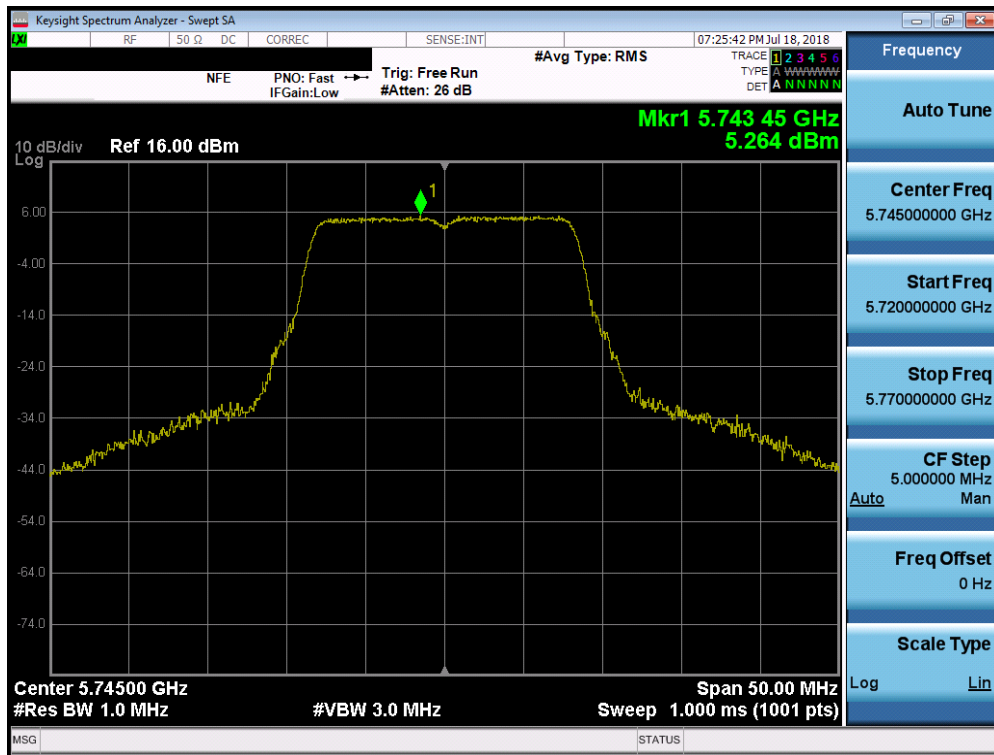 Keysight Spectrum Analyzer - Swept SA
LXI RF 50 Ω DC CORREC SENSE:INT 07:25:42 PM Jul 18, 2018
#Avg Type: RMS TRACE 1 2 3 4 5 6
NFE PNO: Fast Trig: Free Run TYPE A WWWWW
IFGain:Low #Atten: 26 dB DET A N N N N N
Mkr1 5.743 45 GHz
5.264 dBm
10 dB/div Ref 16.00 dBm
Log
1
6.00
-4.00
-14.0
-24.0
-34.0
-44.0
-54.0
-64.0
-74.0
Center 5.74500 GHz Span 50.00 MHz
#Res BW 1.0 MHz #VBW 3.0 MHz Sweep 1.000 ms (1001 pts)
MSG STATUS
Frequency
Auto Tune
Center Freq
5.745000000 GHz
Start Freq
5.720000000 GHz
Stop Freq
5.770000000 GHz
CF Step
5.000000 MHz
Auto Man
Freq Offset
0 Hz
Scale Type
Log Lin